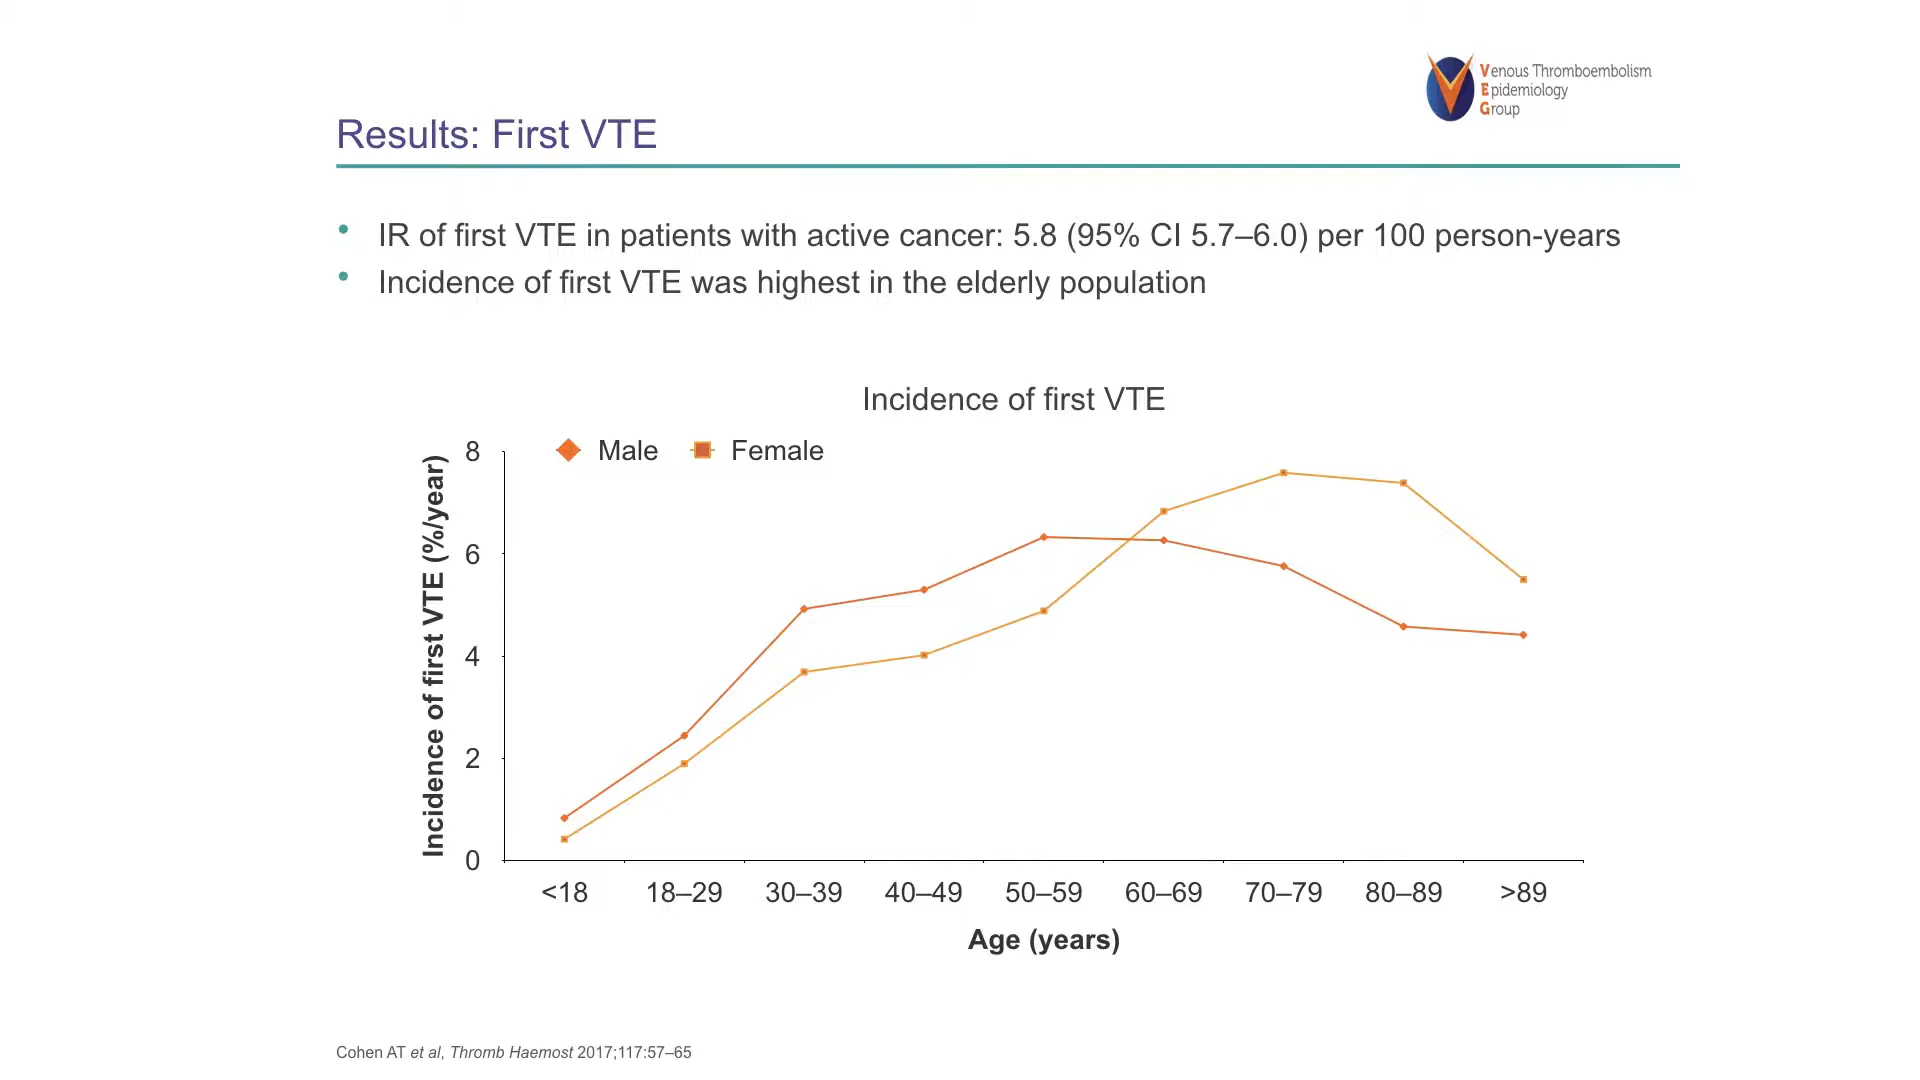 Venous Thromboembolism
Epidemiology
Group
Results: First VTE
• IR of first VTE in patients with active cancer: 5.8 (95% CI 5.7–6.0) per 100 person-years
• Incidence of first VTE was highest in the elderly population
Incidence of first VTE
Male Female
Incidence of first VTE (%/year)
8
6
4
2
0
<18 18–29 30–39 40–49 50–59 60–69 70–79 80–89 >89
Age (years)
Cohen AT et al, Thromb Haemost 2017;117:57–65